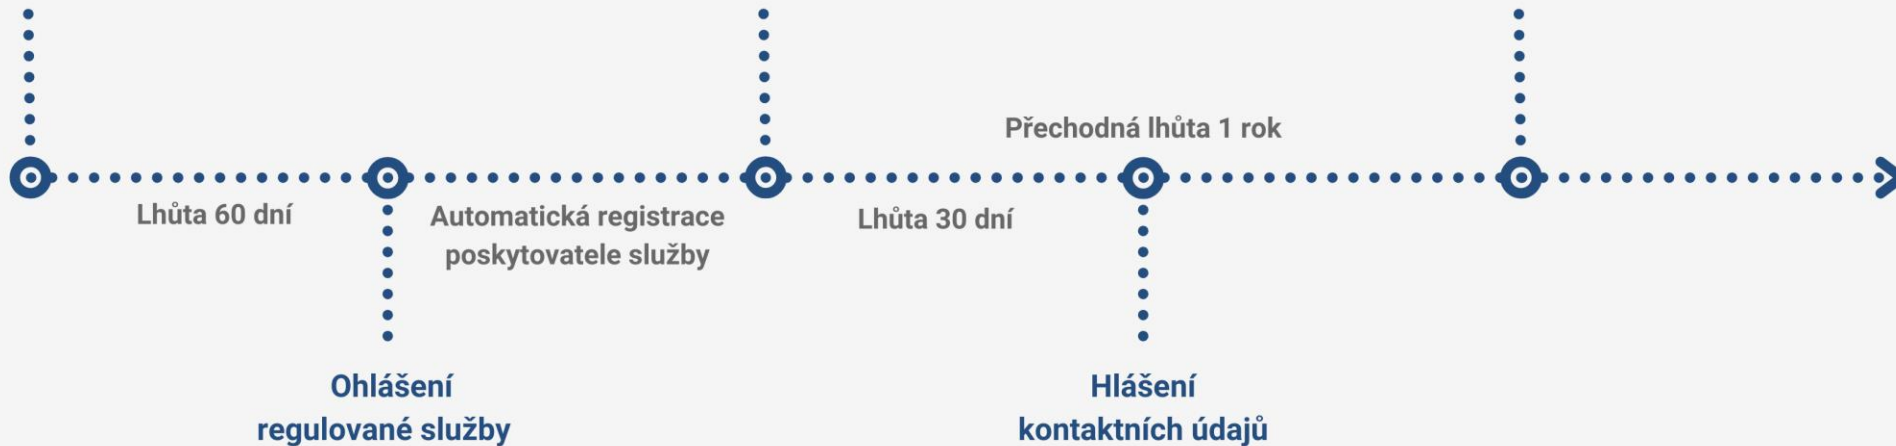 Přechodná lhůta 1 rok
Lhůta 60 dní
Automatická registrace
poskytovatele služby
Lhůta 30 dní
Ohlášení
regulované služby
Hlášení
kontaktních údajů